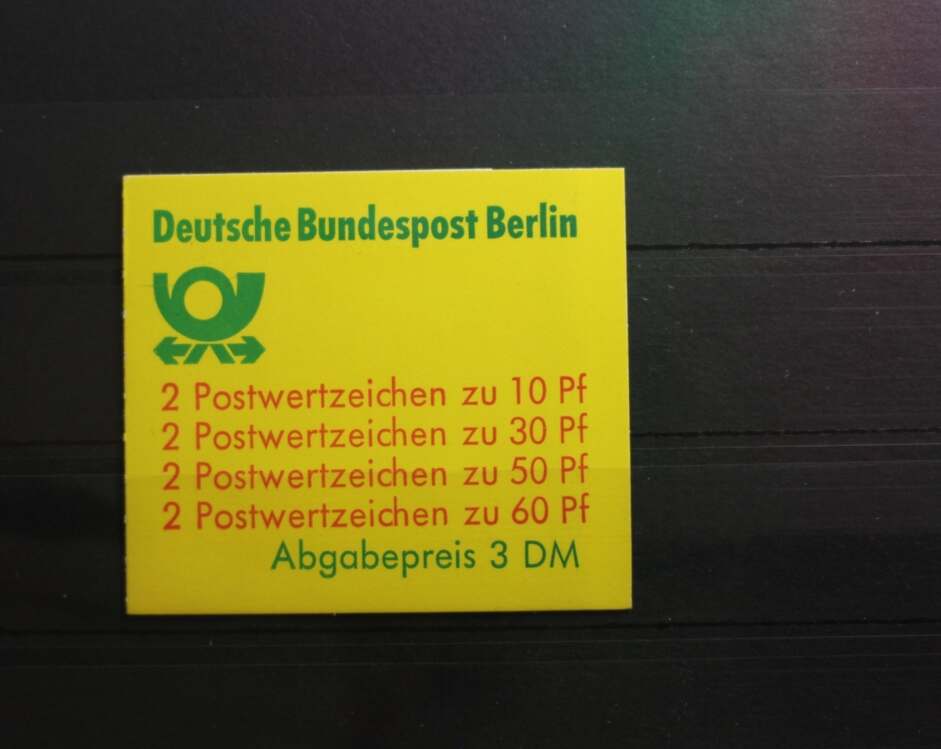 Deutsche Bundespost Berlin
2 Postwertzeichen zu 10 Pf
2 Postwertzeichen zu 30 Pf
2 Postwertzeichen zu 50 Pf
2 Postwertzeichen zu 60 Pf
Abgabepreis 3 DM